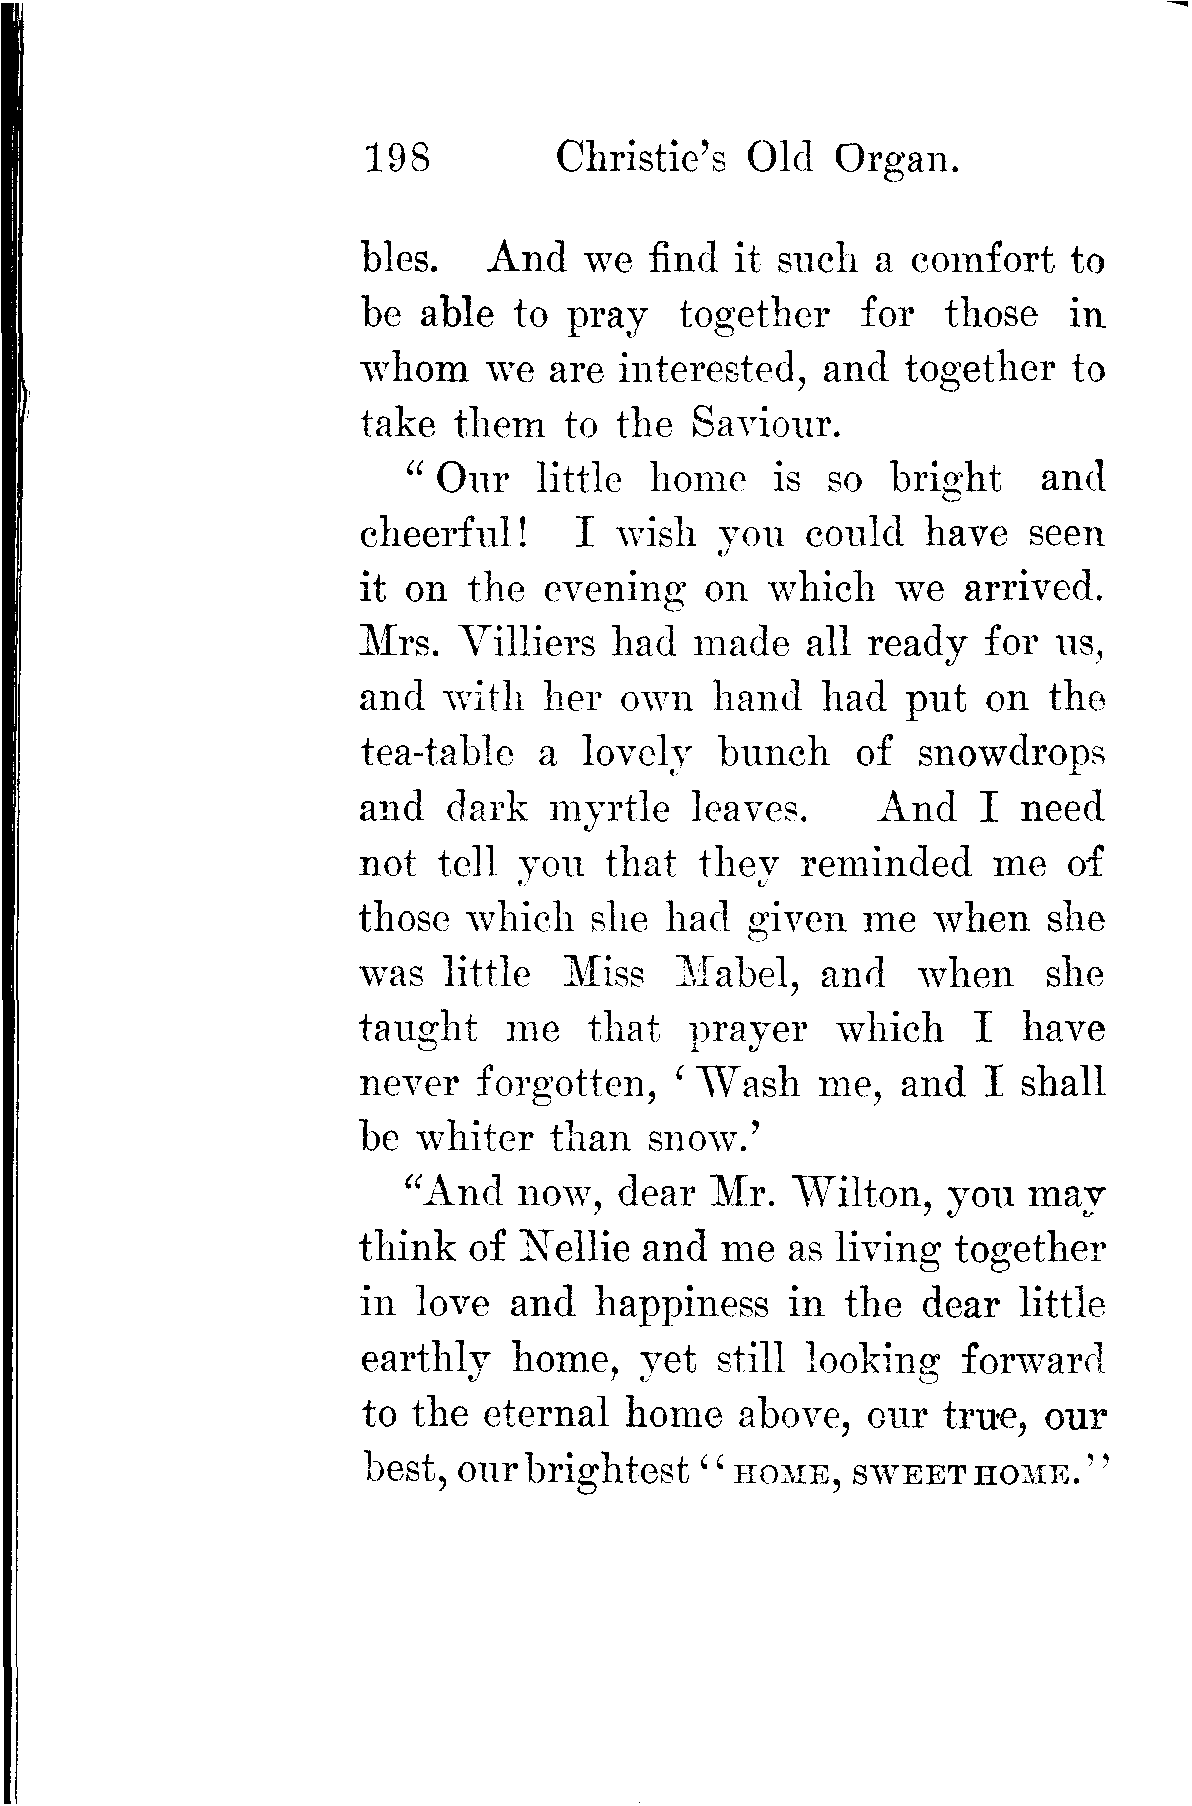 198 Christie's Old Organ.
bles. And we find it such a comfort to
be able to pray together for those in
whom we are interested, and together to
take them to the Saviour.
" Our little home is so bright and
cheerful! I wish you could have seen
it on the evening on which we arrived.
Mrs. Villiers had made all ready for us,
and with her own hand had put on the
tea-table a lovely bunch of snowdrops
and dark myrtle leaves. And I need
not tell you that they reminded me of
those which she had given me when she
was little Miss Mabel, and when she
taught me that prayer which I have
never forgotten, ' Wash me, and I shall
be whiter than snow.'
"And now, dear Mr. Wilton, you may
think of Nellie and me as living together
in love and happiness in the dear little
earthly home, yet still looking forward
to the eternal home above, our true, our
best, our brightest "HOME, SWEET HOME."